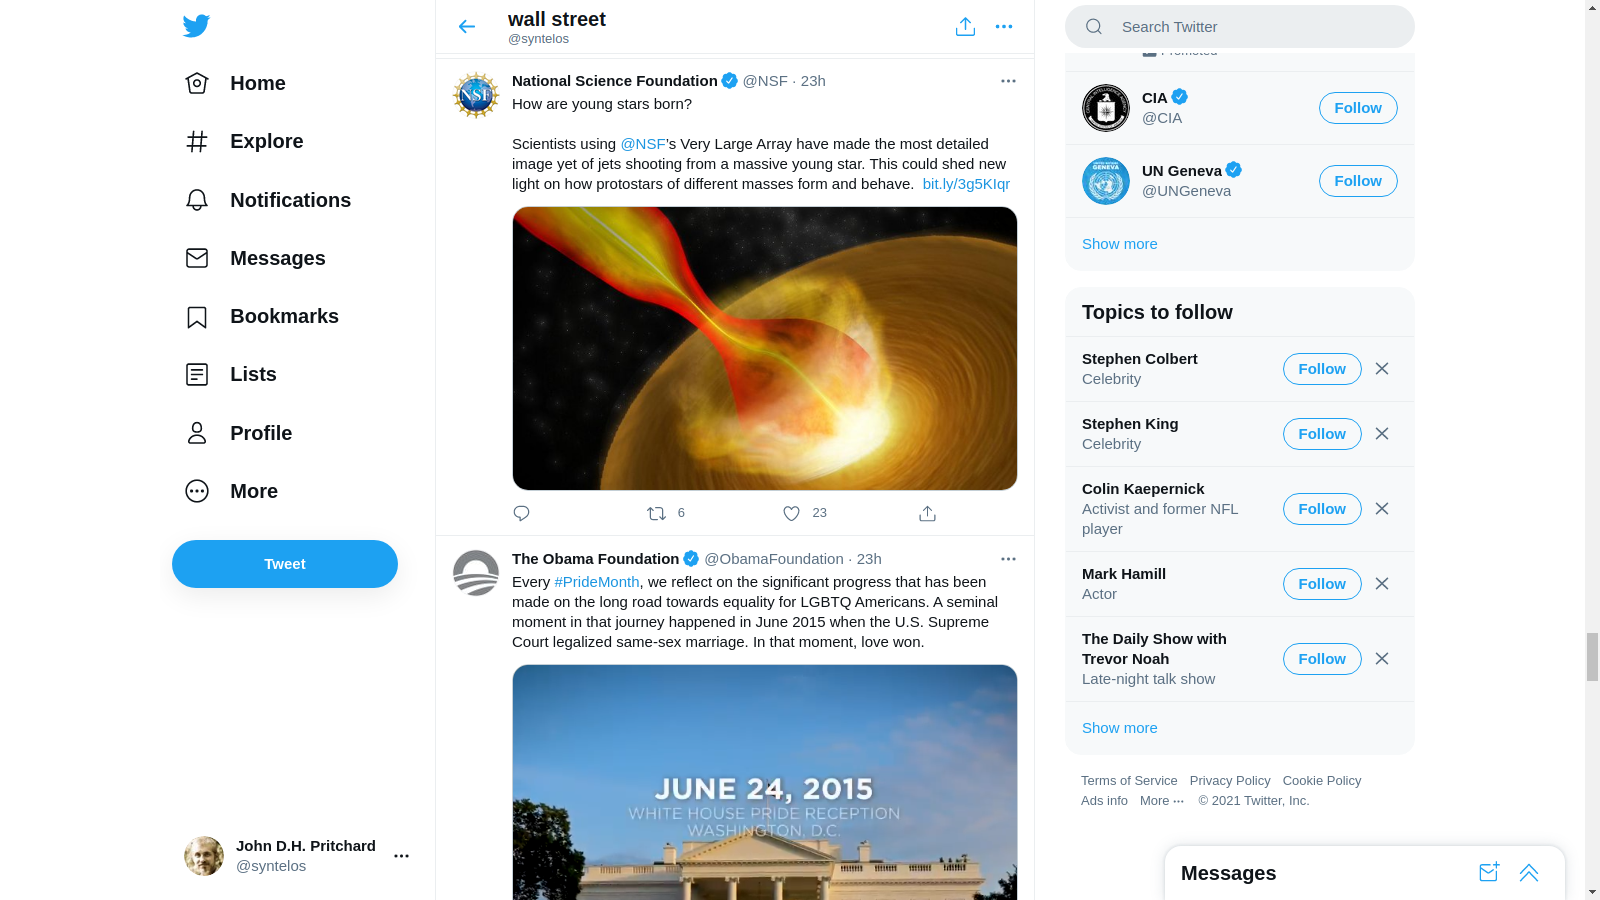 Home
Explore
Notifications
Messages
Bookmarks
Lists
Profile
More
Tweet
John D.H. Pritchard
@syntelos
wall street
@syntelos
NSF
National Science Foundation @NSF · 23h
How are young stars born?
Scientists using @NSF's Very Large Array have made the most detailed
image yet of jets shooting from a massive young star. This could shed new
light on how protostars of different masses form and behave. bit.ly/3g5KIqr
6
23
The Obama Foundation @ObamaFoundation · 23h
Every #PrideMonth, we reflect on the significant progress that has been
made on the long road towards equality for LGBTQ Americans. A seminal
moment in that journey happened in June 2015 when the U.S. Supreme
Court legalized same-sex marriage. In that moment, love won.
JUNE 24, 2015
WHITE HOUSE PRIDE RECEPTION
WASHINGTON, D.C.
Search Twitter
Promoted
CIA
@CIA
Follow
GENEVA
UN Geneva
@UNGeneva
Follow
Show more
Topics to follow
Stephen Colbert
Celebrity
Follow
Stephen King
Celebrity
Follow
Colin Kaepernick
Activist and former NFL
player
Follow
Mark Hamill
Actor
Follow
The Daily Show with
Trevor Noah
Late-night talk show
Follow
Show more
Terms of Service Privacy Policy Cookie Policy
Ads info More ··· © 2021 Twitter, Inc.
Messages